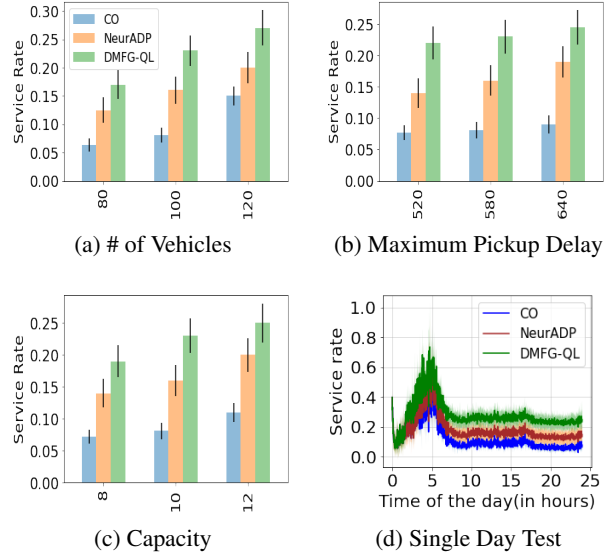 0.30
0.25
0.20
0.15
0.10
0.05
0.00
Service Rate
CO
NeurADP
DMFG-QL
80
100
120
(a) # of Vehicles
0.25
0.20
0.15
0.10
0.05
0.00
Service Rate
520
580
640
(b) Maximum Pickup Delay
0.25
0.20
0.15
0.10
0.05
0.00
Service Rate
8
10
12
(c) Capacity
1.0
0.8
0.6
0.4
0.2
0.0
Service rate
CO
NeurADP
DMFG-QL
0 5 10 15 20 25
Time of the day(in hours)
(d) Single Day Test